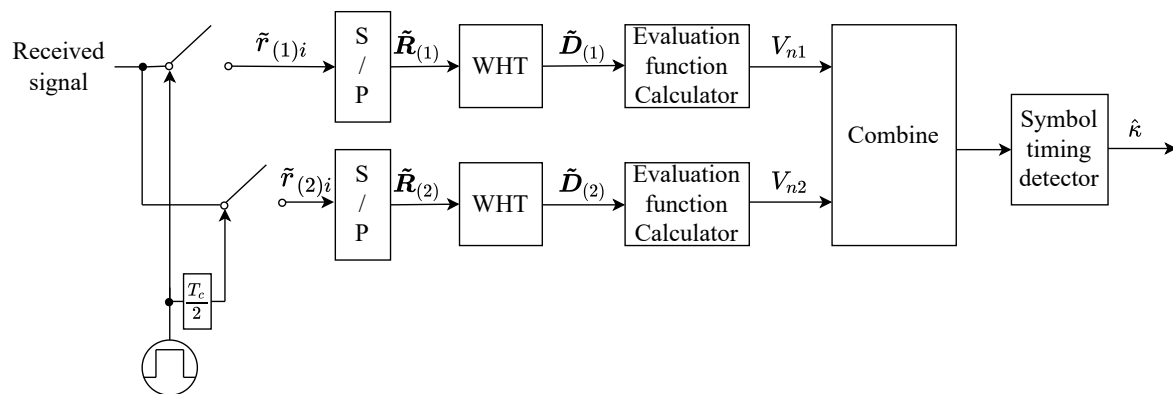 Received
signal
r̃₍₁₎ᵢ
S
/
P
R̃₍₁₎
WHT
D̃₍₁₎
Evaluation
function
Calculator
Vₙ₁
r̃₍₂₎ᵢ
S
/
P
R̃₍₂₎
WHT
D̃₍₂₎
Evaluation
function
Calculator
Vₙ₂
Combine
Symbol
timing
detector
κ̂
T_c
2